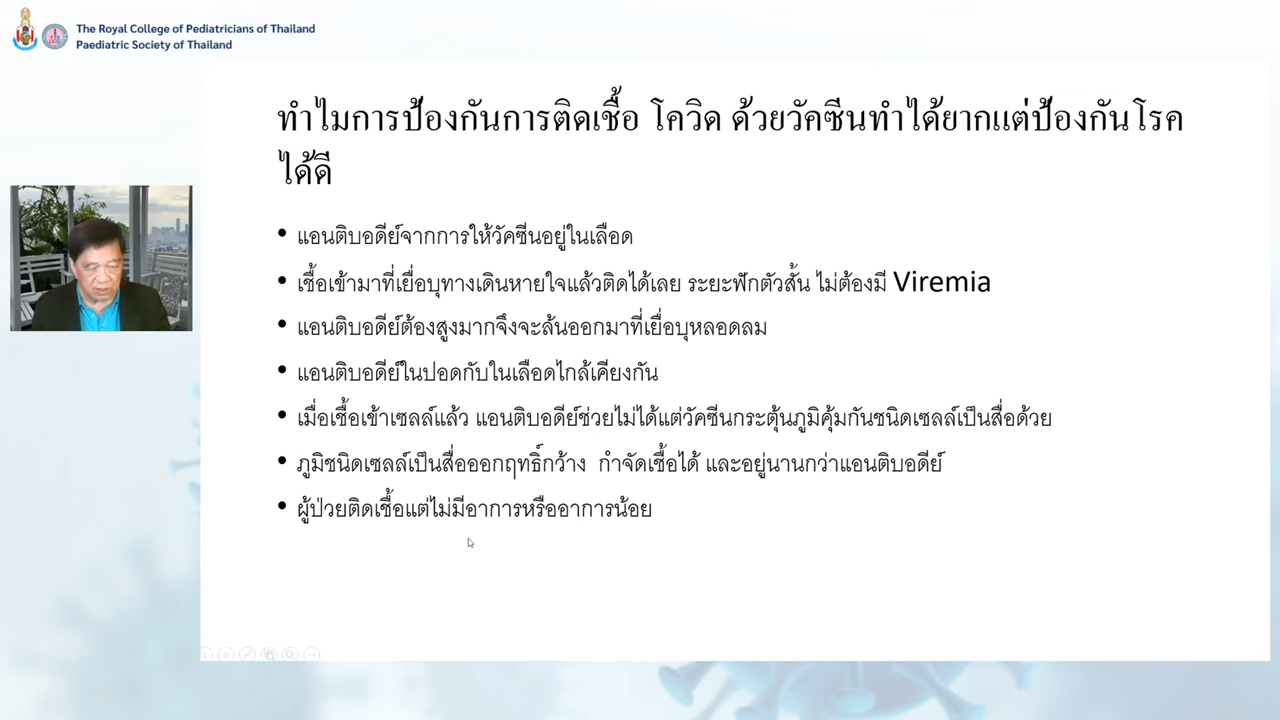 The Royal College of Pediatricians of Thailand
Paediatric Society of Thailand
ทำไมการป้องกันการติดเชื้อ โควิด ด้วยวัคซีนทำได้ยากแต่ป้องกันโรค
ได้ดี
• แอนติบอดีย์จากการให้วัคซีนอยู่ในเลือด
• เชื้อเข้ามาที่เยื่อบุทางเดินหายใจแล้วติดได้เลย ระยะฟักตัวสั้น ไม่ต้องมี Viremia
• แอนติบอดีย์ต้องสูงมากจึงจะล้นออกมาที่เยื่อบุหลอดลม
• แอนติบอดีย์ในปอดกับในเลือดใกล้เคียงกัน
• เมื่อเชื้อเข้าเซลล์แล้ว แอนติบอดีย์ช่วยไม่ได้แต่วัคซีนกระตุ้นภูมิคุ้มกันชนิดเซลล์เป็นสื่อด้วย
• ภูมิชนิดเซลล์เป็นสื่อออกฤทธิ์กว้าง กำจัดเชื้อได้ และอยู่นานกว่าแอนติบอดีย์
• ผู้ป่วยติดเชื้อแต่ไม่มีอาการหรืออาการน้อย